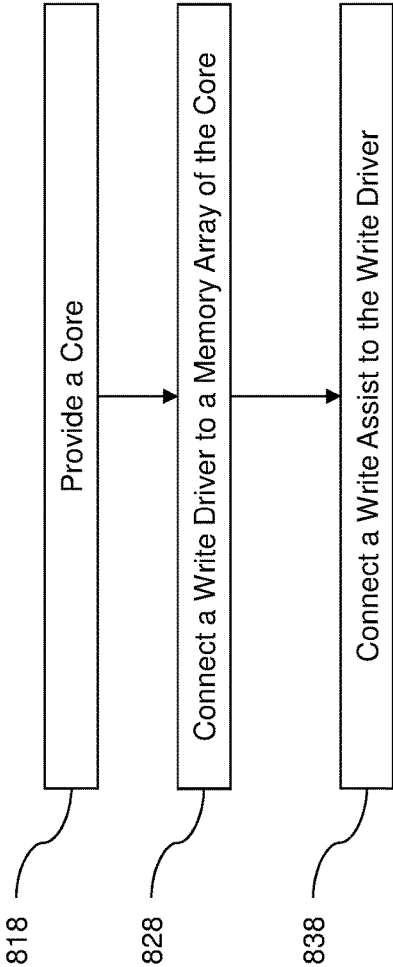 818
Provide a Core
828
Connect a Write Driver to a Memory Array of the Core
838
Connect a Write Assist to the Write Driver